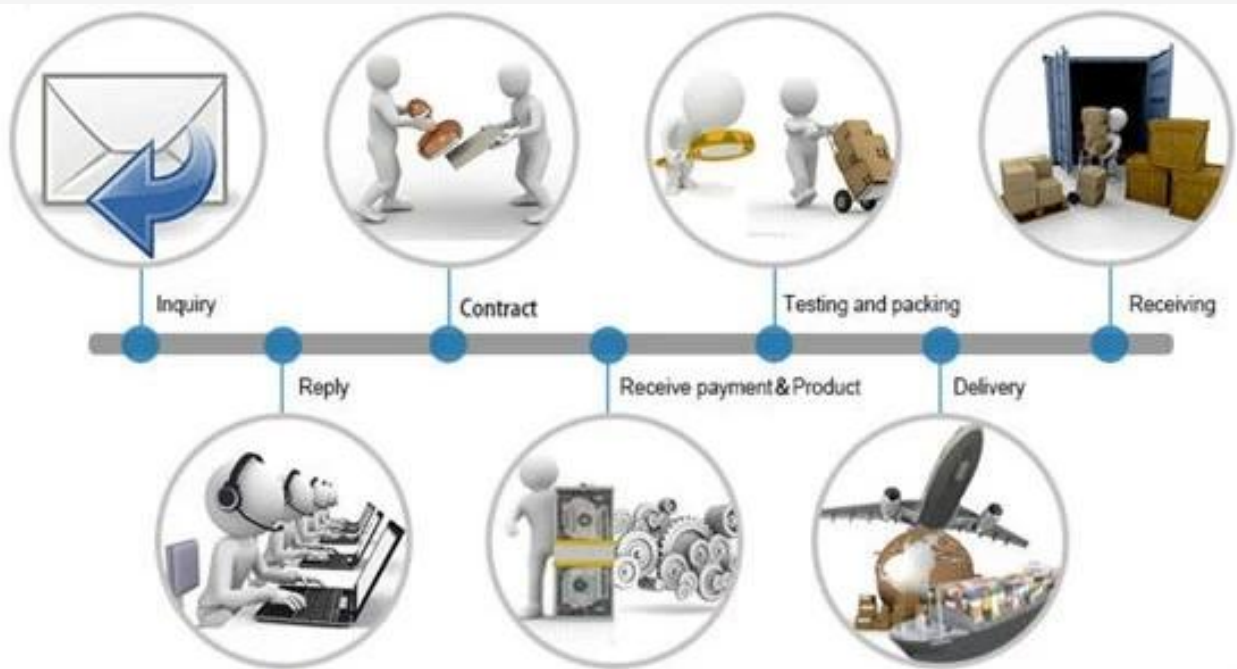 Inquiry
Contract
Testing and packing
Receiving
Reply
Receive payment & Product
Delivery